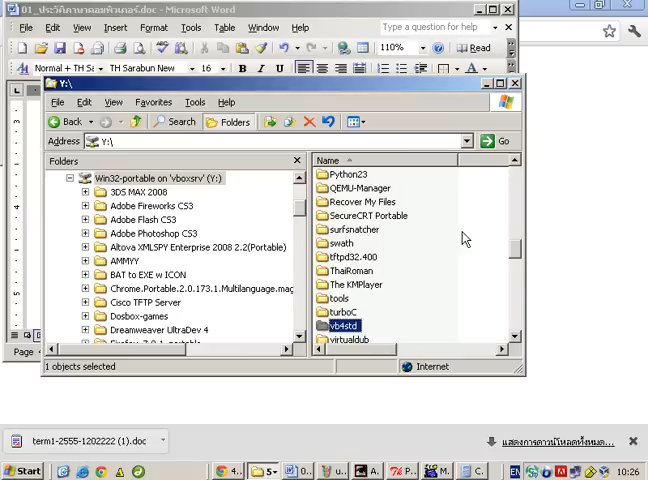 01_ประวัติภาษาคอมพิวเตอร์.doc - Microsoft Word
File Edit View Insert Format Tools Table Window Type a question for help
110% Read
Normal + TH Sa TH Sarabun New 16 B I U
Y:\
File Edit View Favorites Tools Help
Back Search Folders
Address Y:\ Go
Folders
Name
Win32-portable on 'vboxsrv' (Y:)
3DS MAX 2008
Adobe Fireworks CS3
Adobe Flash CS3
Altova XMLSPY Enterprise 2008 2.2(Portable)
AMMYY
BAT to EXE w ICON
Chrome.Portable.2.0.173.1.Multilanguage.mag
Cisco TFTP Server
Dosbox-games
Dreamweaver UltraDev 4
Python23
QEMU-Manager
Recover My Files
SecureCRT Portable
surfsnatcher
swath
tftpd32.400
ThaiRoman
The KMPlayer
tools
turboC
vb4std
virtualdub
Page
1 objects selected Internet
term1-2555-1202222 (1).doc แสดงการดาวน์โหลดทั้งหมด...
Start 4... 5 0... u... A... P... M... C... EN 10:26